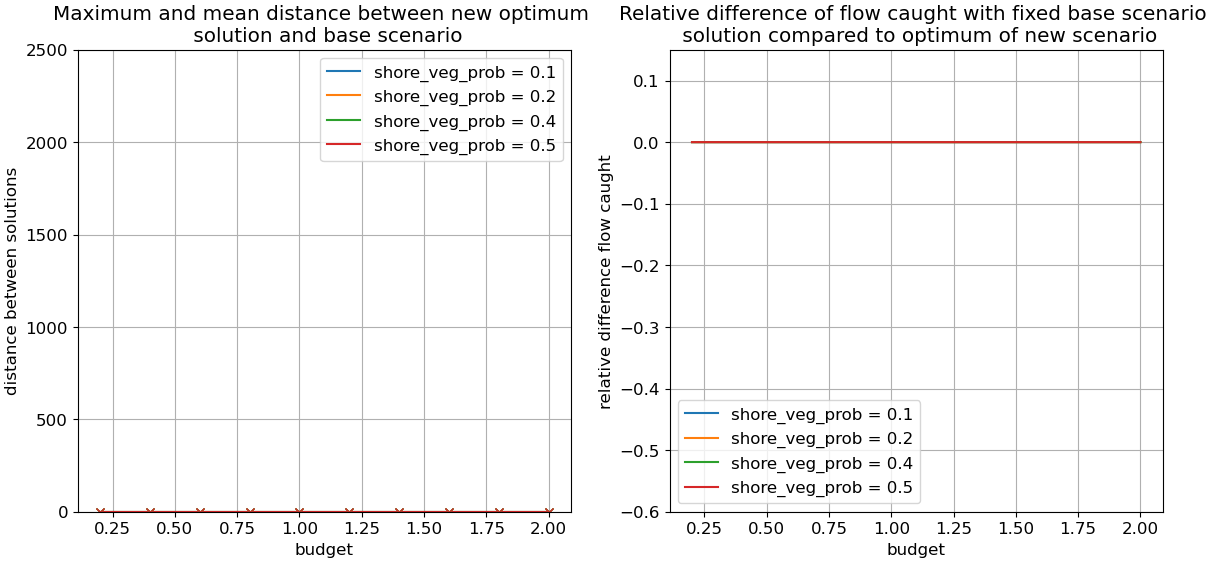 Maximum and mean distance between new optimum
solution and base scenario
2500
2000
1500
1000
500
0
distance between solutions
shore_veg_prob = 0.1
shore_veg_prob = 0.2
shore_veg_prob = 0.4
shore_veg_prob = 0.5
0.25 0.50 0.75 1.00 1.25 1.50 1.75 2.00
budget
Relative difference of flow caught with fixed base scenario
solution compared to optimum of new scenario
0.1
0.0
−0.1
−0.2
−0.3
−0.4
−0.5
−0.6
relative difference flow caught
shore_veg_prob = 0.1
shore_veg_prob = 0.2
shore_veg_prob = 0.4
shore_veg_prob = 0.5
0.25 0.50 0.75 1.00 1.25 1.50 1.75 2.00
budget